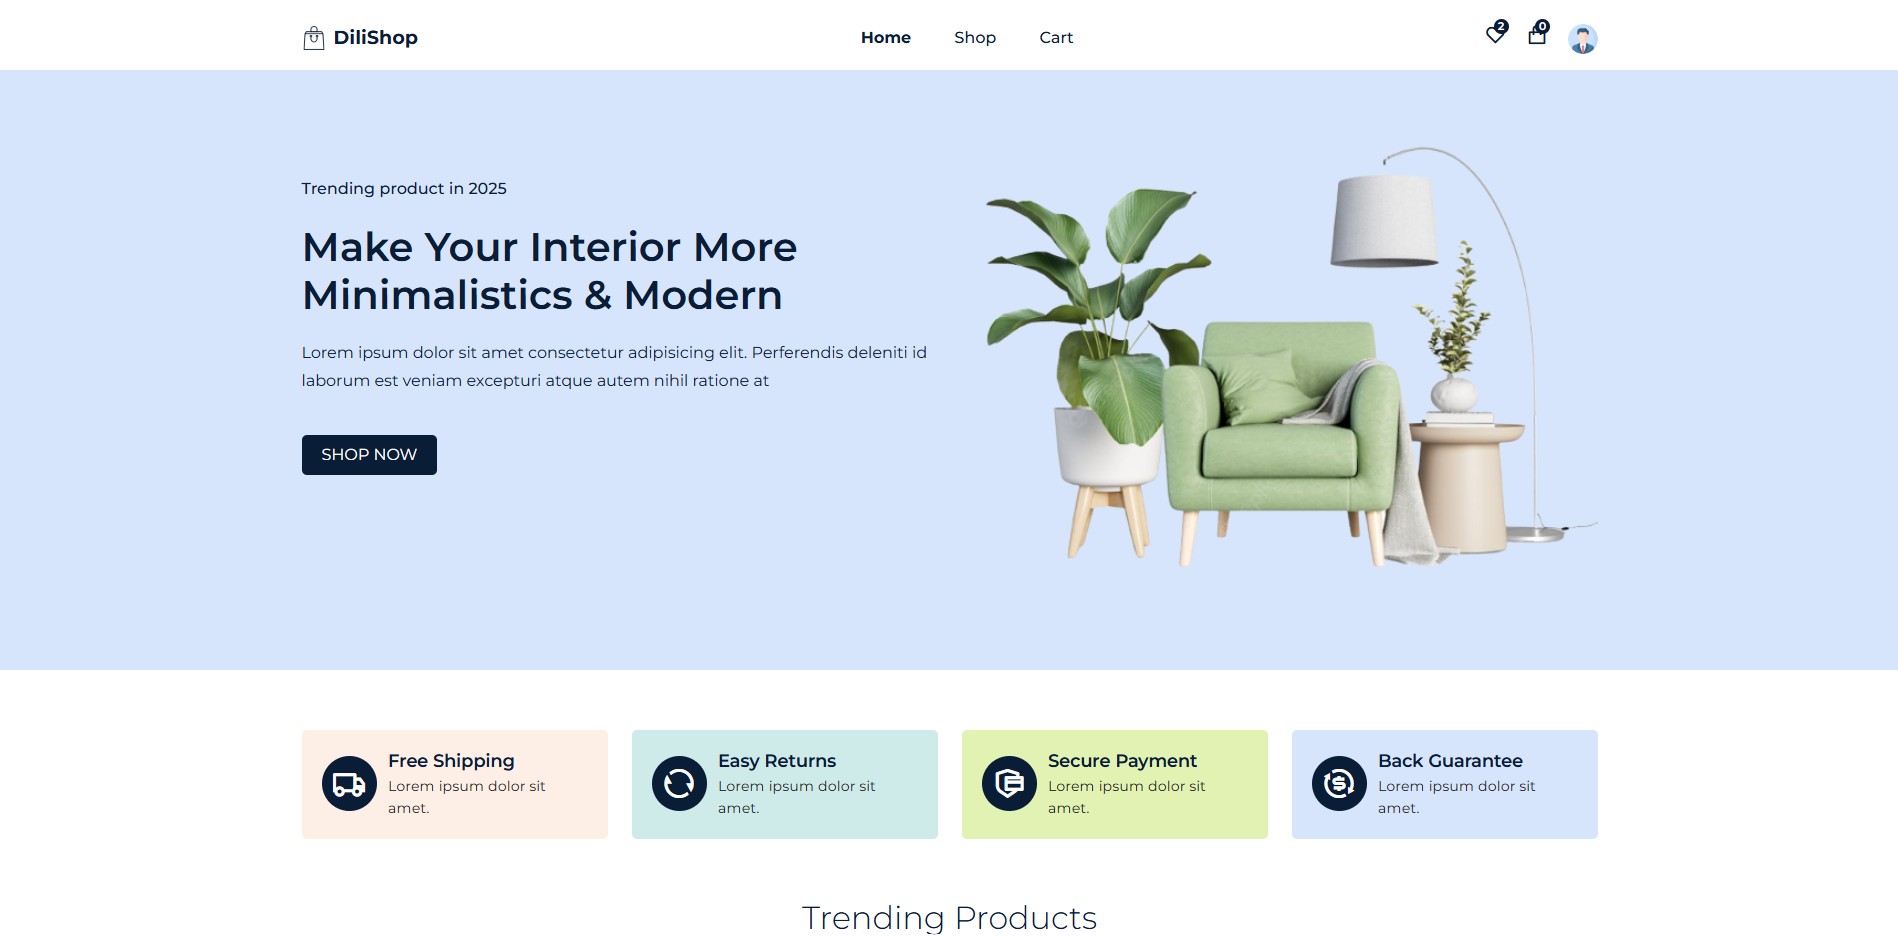 DiliShop
Home Shop Cart
2 0
Trending product in 2025
Make Your Interior More
Minimalistics & Modern
Lorem ipsum dolor sit amet consectetur adipisicing elit. Perferendis deleniti id
laborum est veniam excepturi atque autem nihil ratione at
SHOP NOW
Free Shipping
Lorem ipsum dolor sit
amet.
Easy Returns
Lorem ipsum dolor sit
amet.
Secure Payment
Lorem ipsum dolor sit
amet.
Back Guarantee
Lorem ipsum dolor sit
amet.
Trending Products